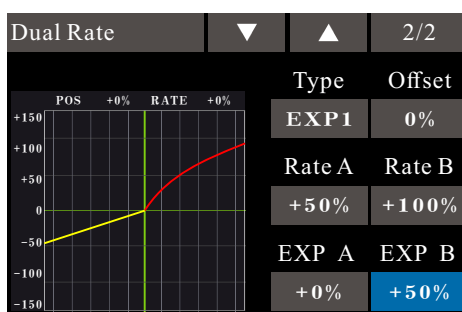 Dual Rate ▼ ▲ 2/2
Type Offset
POS +0% RATE +0%
EXP1 0%
+150
+100
+50
0
-50
-100
-150
Rate A Rate B
+50% +100%
EXP A EXP B
+0% +50%